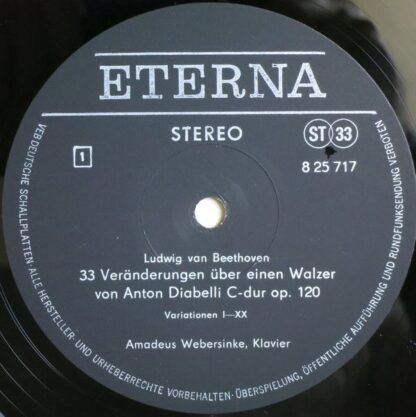 ETERNA
STEREO
ST 33
1
8 25 717
Ludwig van Beethoven
33 Veränderungen über einen Walzer
von Anton Diabelli C-dur op. 120
Variationen I—XX
Amadeus Webersinke, Klavier
VEB DEUTSCHE SCHALLPLATTEN · ALLE HERSTELLER- UND URHEBERRECHTE VORBEHALTEN · ÜBERSPIELUNG, ÖFFENTLICHE AUFFÜHRUNG UND RUNDFUNKSENDUNG VERBOTEN